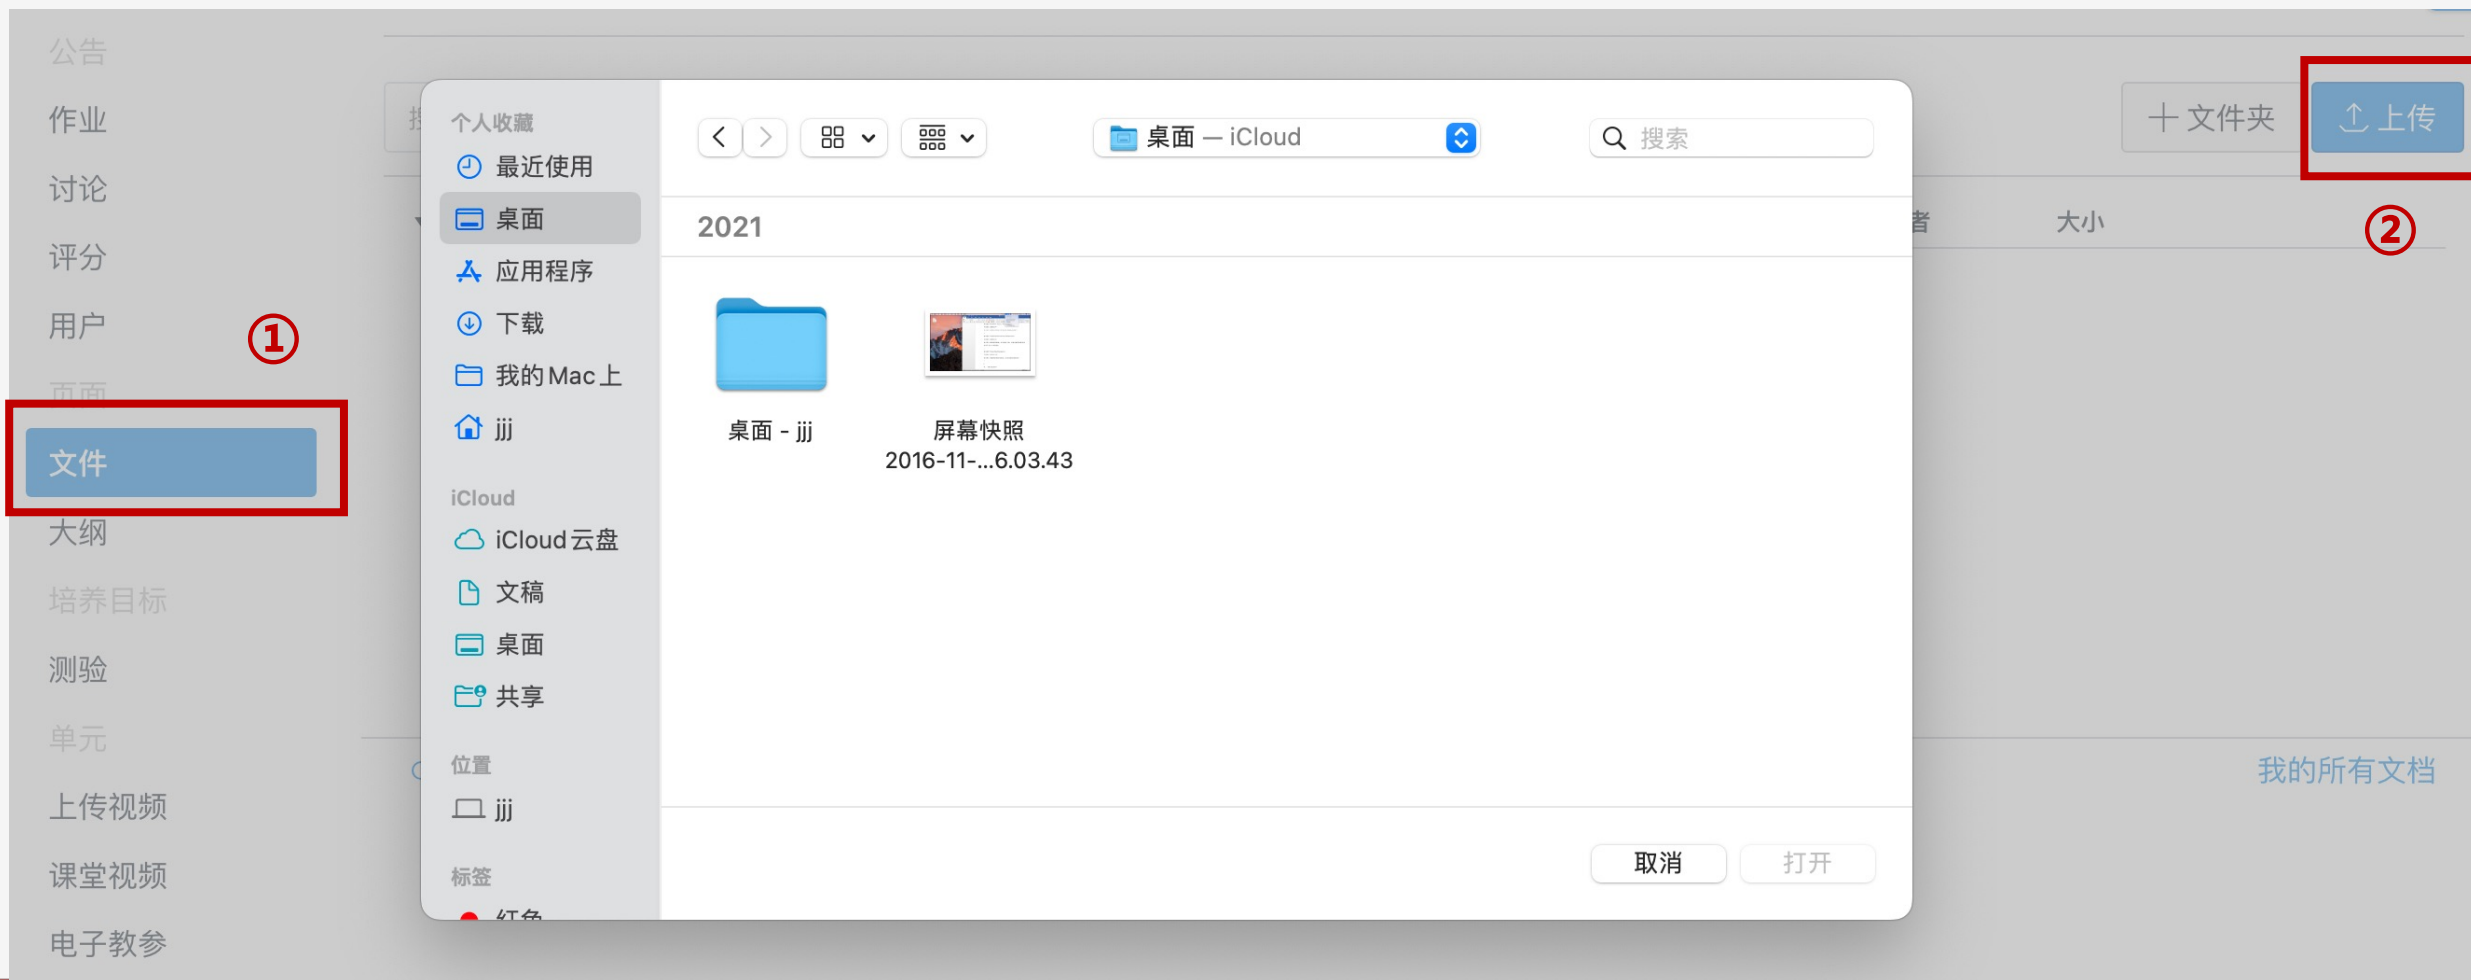 公告
作业
讨论
评分
用户
①
页面
文件
大纲
培养目标
测验
单元
上传视频
课堂视频
电子教参
个人收藏
最近使用
桌面
应用程序
下载
我的Mac上
jjj
iCloud
iCloud云盘
文稿
桌面
共享
位置
jjj
标签
红色
桌面 — iCloud
搜索
2021
桌面 - jjj
屏幕快照
2016-11-...6.03.43
取消
打开
文件夹
上传
者
大小
②
我的所有文档